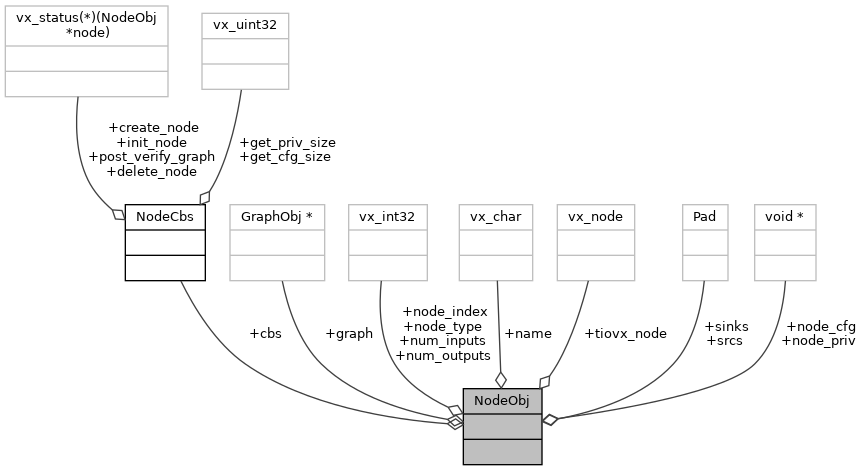 vx_status(*)(NodeObj
*node)
vx_uint32
+create_node
+init_node
+post_verify_graph
+delete_node
+get_priv_size
+get_cfg_size
NodeCbs
GraphObj *
vx_int32
vx_char
vx_node
Pad
void *
+cbs
+graph
+node_index
+node_type
+num_inputs
+num_outputs
+name
+tiovx_node
+sinks
+srcs
+node_cfg
+node_priv
NodeObj